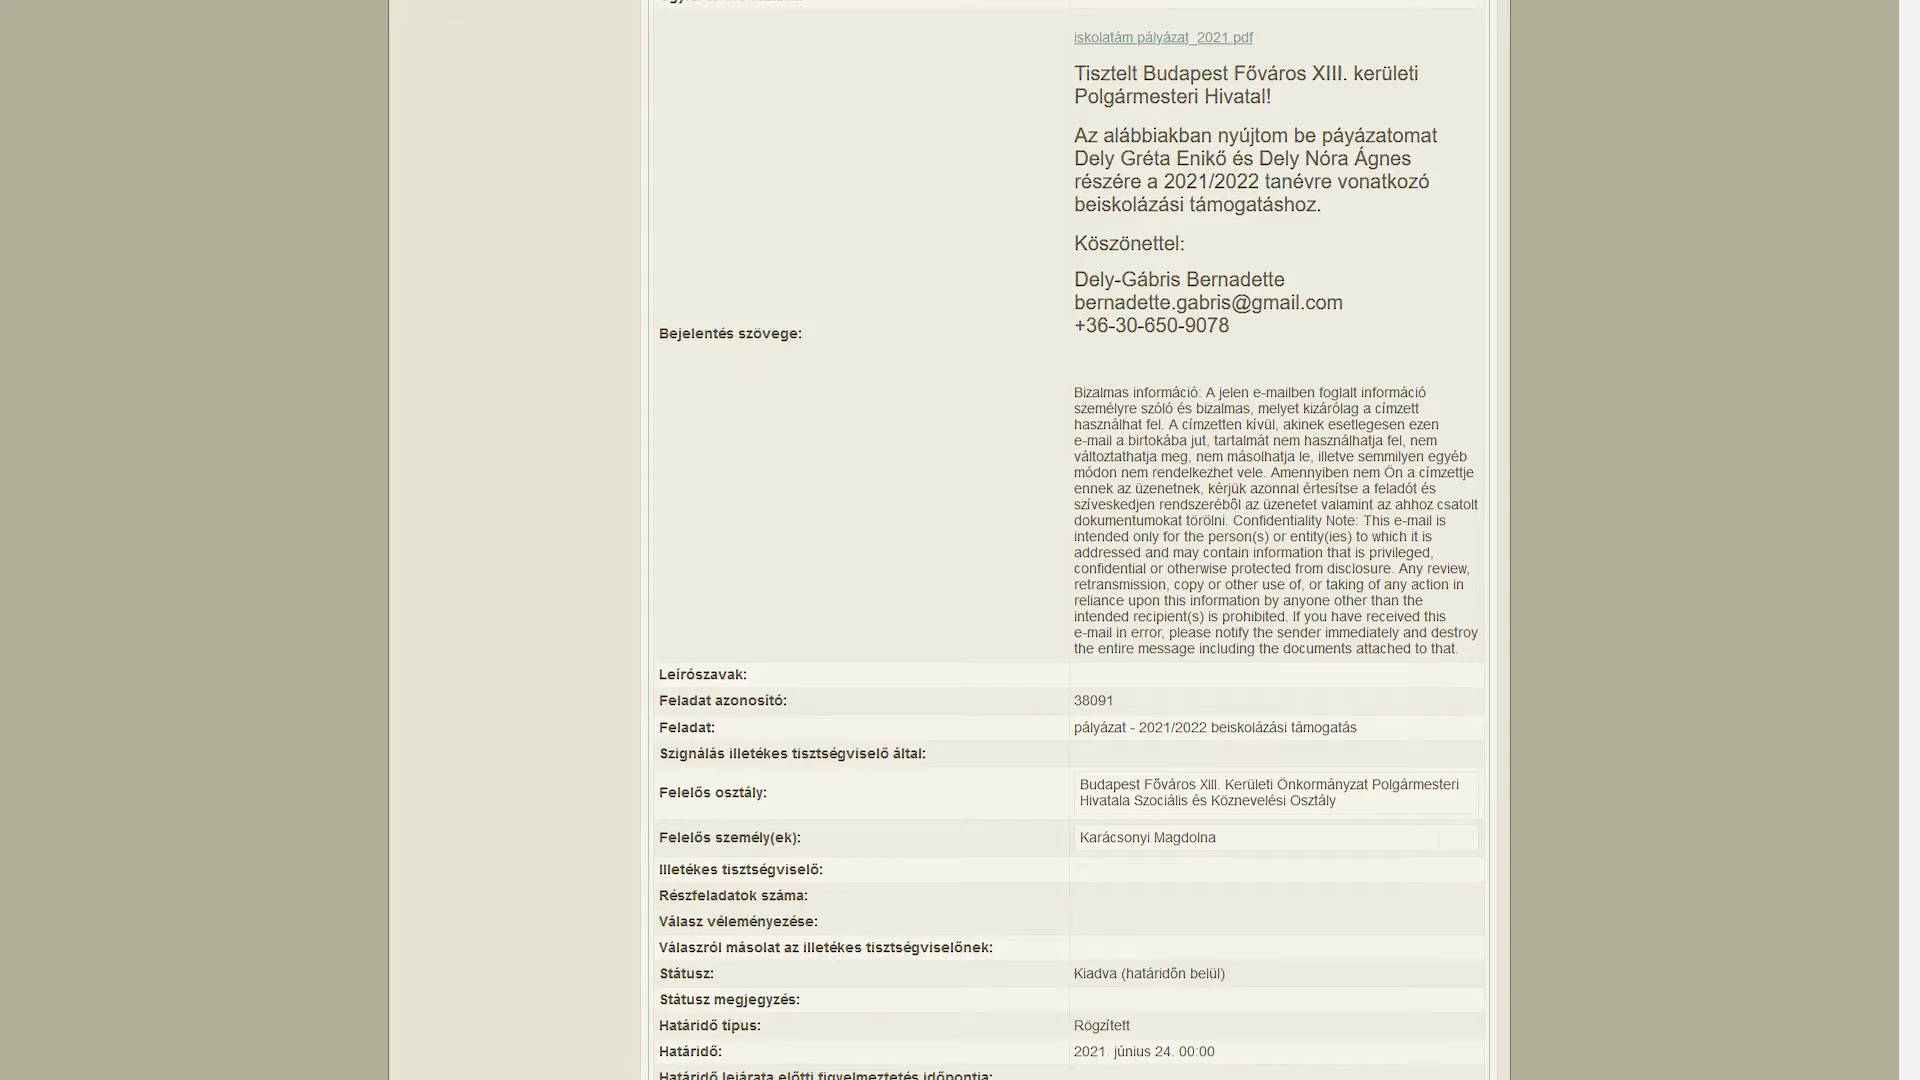 iskolatám pályázat_2021.pdf
Tisztelt Budapest Főváros XIII. kerületi
Polgármesteri Hivatal!
Az alábbiakban nyújtom be páyázatomat
Dely Gréta Enikő és Dely Nóra Ágnes
részére a 2021/2022 tanévre vonatkozó
beiskolázási támogatáshoz.
Köszönettel:
Dely-Gábris Bernadette
bernadette.gabris@gmail.com
+36-30-650-9078
Bejelentés szövege:
Bizalmas információ: A jelen e-mailben foglalt információ
személyre szóló és bizalmas, melyet kizárólag a címzett
használhat fel. A címzetten kívül, akinek esetlegesen ezen
e-mail a birtokába jut, tartalmát nem használhatja fel, nem
változtathatja meg, nem másolhatja le, illetve semmilyen egyéb
módon nem rendelkezhet vele. Amennyiben nem Ön a címzettje
ennek az üzenetnek, kérjük azonnal értesítse a feladót és
szíveskedjen rendszeréből az üzenetet valamint az ahhoz csatolt
dokumentumokat törölni. Confidentiality Note: This e-mail is
intended only for the person(s) or entity(ies) to which it is
addressed and may contain information that is privileged,
confidential or otherwise protected from disclosure. Any review,
retransmission, copy or other use of, or taking of any action in
reliance upon this information by anyone other than the
intended recipient(s) is prohibited. If you have received this
e-mail in error, please notify the sender immediately and destroy
the entire message including the documents attached to that.
Leírószavak:
Feladat azonosító: 38091
Feladat: pályázat - 2021/2022 beiskolázási támogatás
Szignálás illetékes tisztségviselő által:
Felelős osztály: Budapest Főváros XIII. Kerületi Önkormányzat Polgármesteri
Hivatala Szociális és Köznevelési Osztály
Felelős személy(ek): Karácsonyi Magdolna
Illetékes tisztségviselő:
Részfeladatok száma:
Válasz véleményezése:
Válaszról másolat az illetékes tisztségviselőnek:
Státusz: Kiadva (határidőn belül)
Státusz megjegyzés:
Határidő típus: Rögzített
Határidő: 2021. június 24. 00:00
Határidő lejárata előtti figyelmeztetés időpontja: